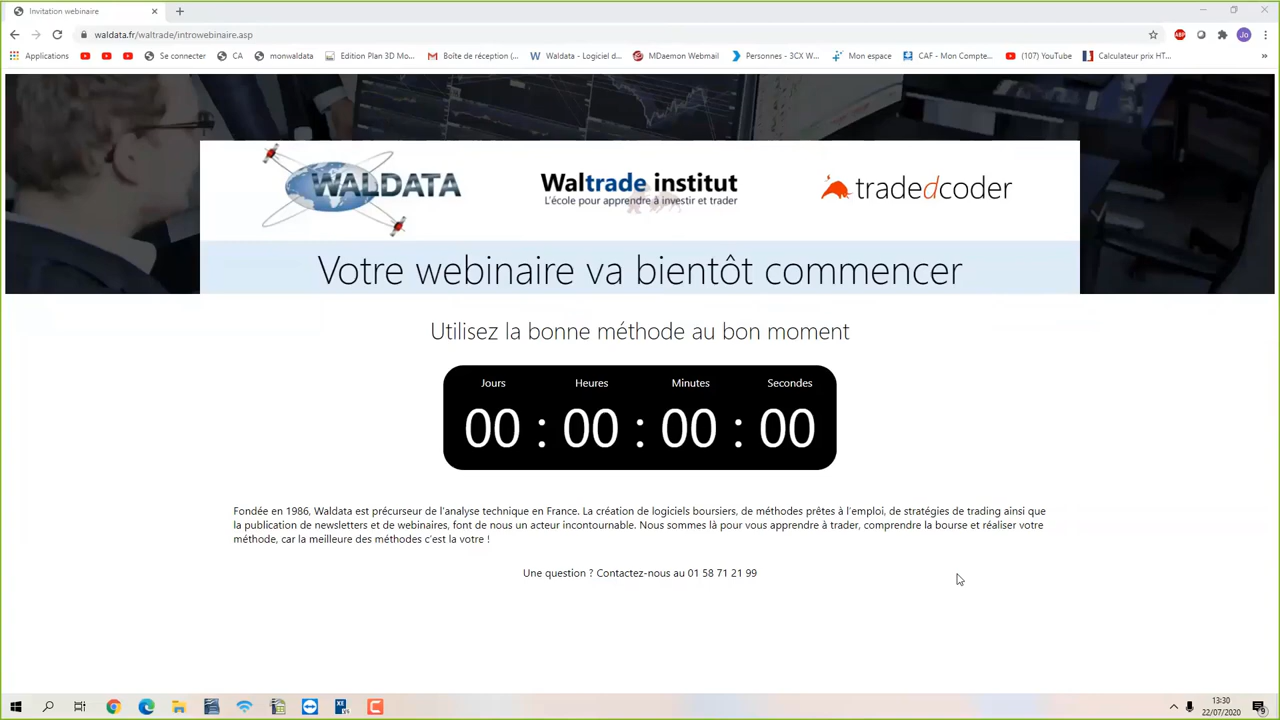 Invitation webinaire
waldata.fr/waltrade/introwebinaire.asp
Applications
Se connecter
CA
monwaldata
Edition Plan 3D Mo...
Boîte de réception (...
Waldata - Logiciel d...
MDaemon Webmail
Personnes - 3CX W...
Mon espace
CAF - Mon Compte...
(107) YouTube
Calculateur prix HT...
WALDATA
Waltrade institut
L'école pour apprendre à investir et trader
tradedcoder
Votre webinaire va bientôt commencer
Utilisez la bonne méthode au bon moment
Jours Heures Minutes Secondes
00 : 00 : 00 : 00
Fondée en 1986, Waldata est précurseur de l'analyse technique en France. La création de logiciels boursiers, de méthodes prêtes à l'emploi, de stratégies de trading ainsi que
la publication de newsletters et de webinaires, font de nous un acteur incontournable. Nous sommes là pour vous apprendre à trader, comprendre la bourse et réaliser votre
méthode, car la meilleure des méthodes c'est la votre !
Une question ? Contactez-nous au 01 58 71 21 99
13:30
22/07/2020